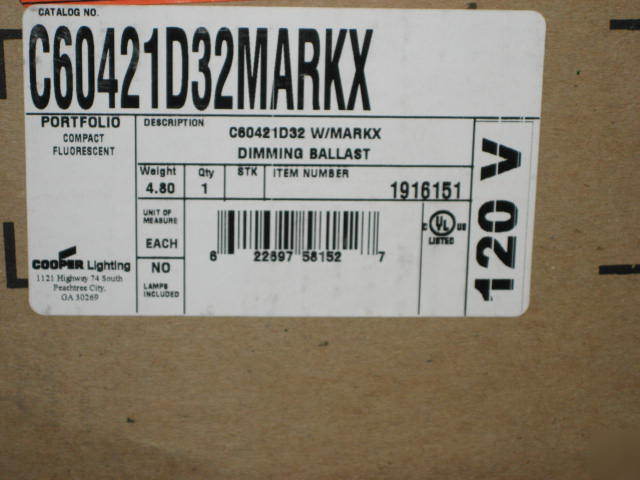 CATALOG NO.
C60421D32MARKX
PORTFOLIO
COMPACT
FLUORESCENT
DESCRIPTION
C60421D32 W/MARKX
DIMMING BALLAST
Weight
4.80
Qty
1
STK
ITEM NUMBER
1916151
UNIT OF
MEASURE
EACH
NO
LAMPS
INCLUDED
6 22697 58152 7
C UL US
LISTED
120 V
COOPER Lighting
1121 Highway 74 South
Peachtree City,
GA 30269